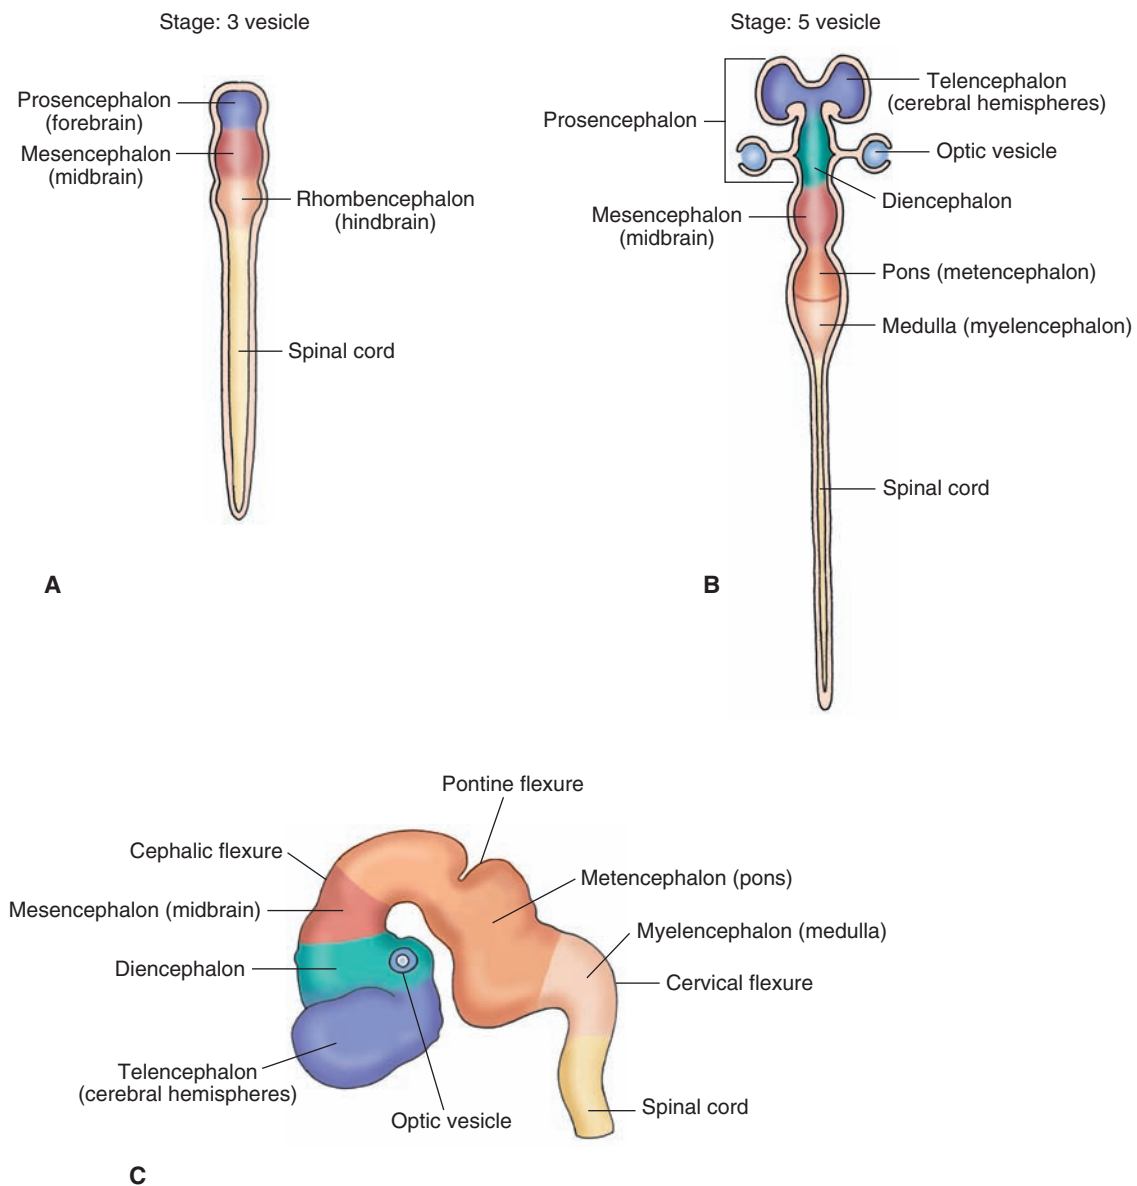 Stage: 3 vesicle
Prosencephalon
(forebrain)
Mesencephalon
(midbrain)
Rhombencephalon
(hindbrain)
Spinal cord
A
Stage: 5 vesicle
Telencephalon
(cerebral hemispheres)
Prosencephalon
Optic vesicle
Diencephalon
Mesencephalon
(midbrain)
Pons (metencephalon)
Medulla (myelencephalon)
Spinal cord
B
Pontine flexure
Cephalic flexure
Metencephalon (pons)
Mesencephalon (midbrain)
Myelencephalon (medulla)
Diencephalon
Cervical flexure
Telencephalon
(cerebral hemispheres)
Optic vesicle
Spinal cord
C